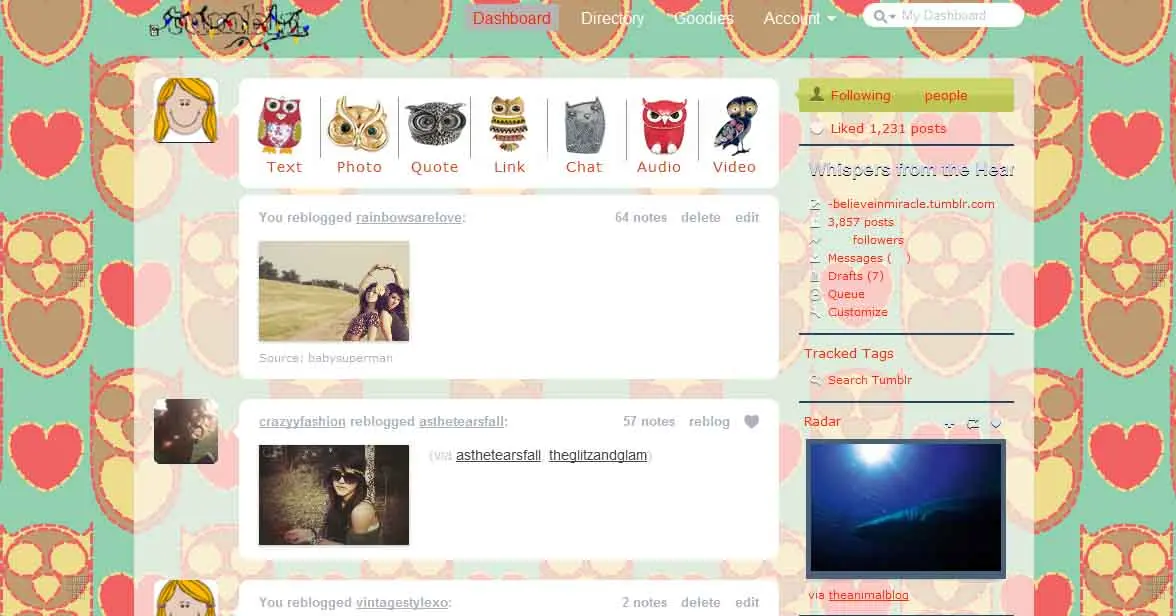 tumblr.
Dashboard Directory Goodies Account My Dashboard
Text Photo Quote Link Chat Audio Video
Following people
Liked 1,231 posts
Whispers from the Hear
-believeinmiracle.tumblr.com
3,857 posts
followers
Messages ( )
Drafts (7)
Queue
Customize
Tracked Tags
Search Tumblr
Radar
via theanimalblog
You reblogged rainbowsarelove: 64 notes delete edit
Source: babysuperman
crazyyfashion reblogged asthetearsfall: 57 notes reblog
(via asthetearsfall, theglitzandglam)
You reblogged vintagestylexo: 2 notes delete edit